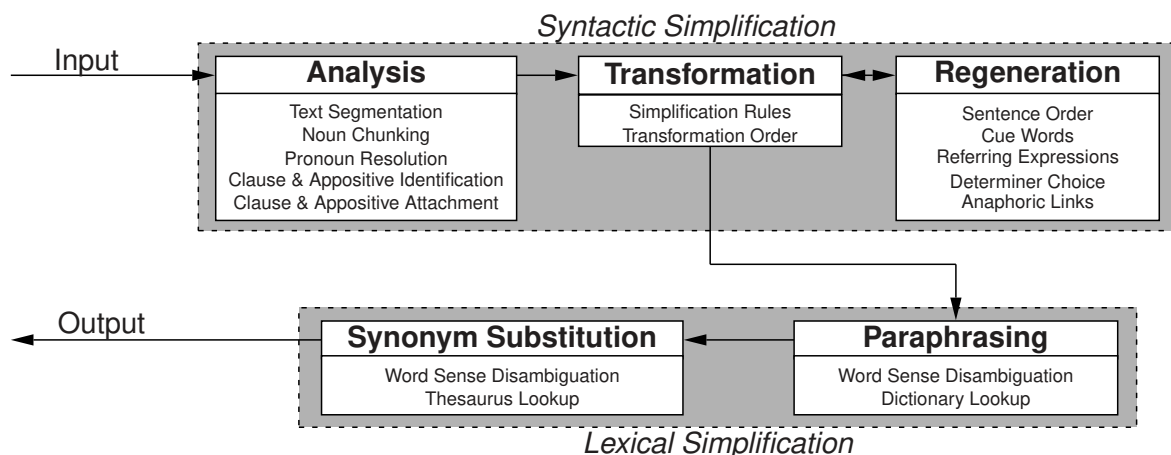 Syntactic Simplification
Input
Analysis
Text Segmentation
Noun Chunking
Pronoun Resolution
Clause & Appositive Identification
Clause & Appositive Attachment
Transformation
Simplification Rules
Transformation Order
Regeneration
Sentence Order
Cue Words
Referring Expressions
Determiner Choice
Anaphoric Links
Output
Synonym Substitution
Word Sense Disambiguation
Thesaurus Lookup
Paraphrasing
Word Sense Disambiguation
Dictionary Lookup
Lexical Simplification